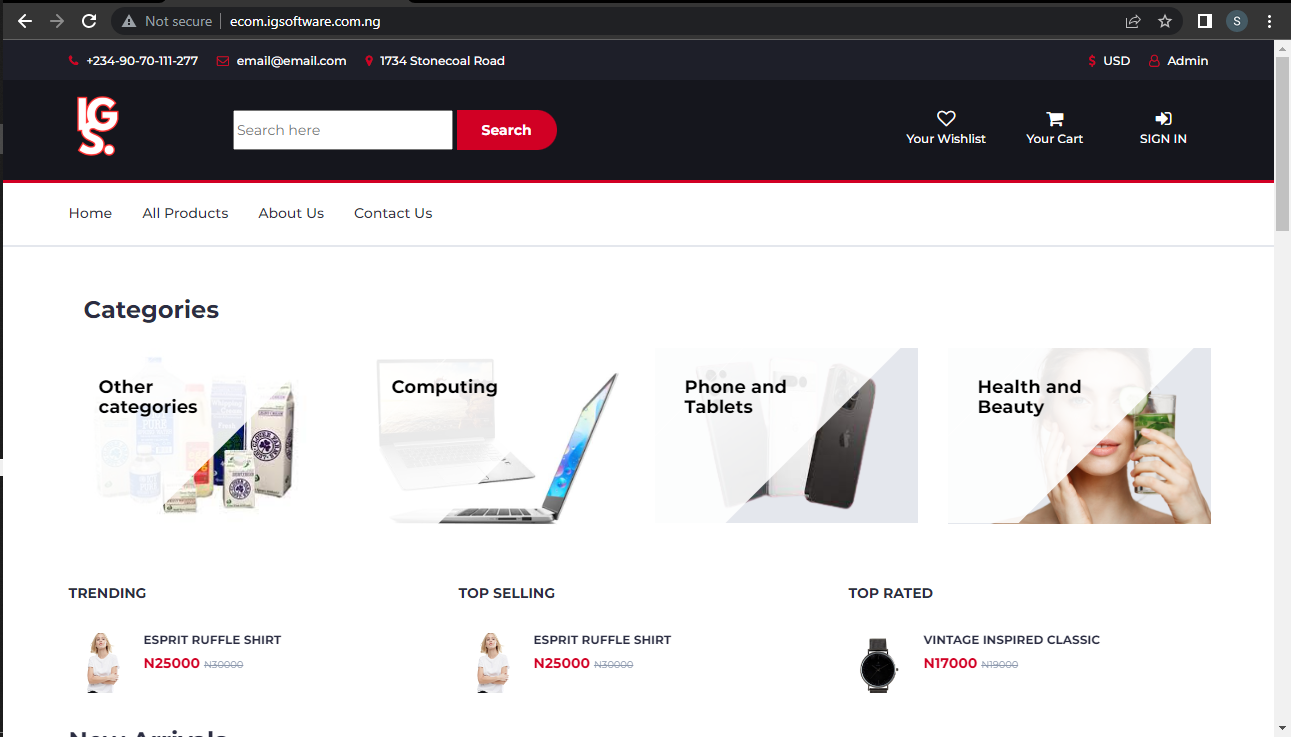 Not secure | ecom.igsoftware.com.ng
S
+234-90-70-111-277 email@email.com 1734 Stonecoal Road $ USD Admin
IG
S.
Search here Search
Your Wishlist Your Cart SIGN IN
Home All Products About Us Contact Us
Categories
Other
categories
Computing
Phone and
Tablets
Health and
Beauty
TRENDING TOP SELLING TOP RATED
ESPRIT RUFFLE SHIRT ESPRIT RUFFLE SHIRT VINTAGE INSPIRED CLASSIC
N25000 N30000 N25000 N30000 N17000 N19000
New Arrivals